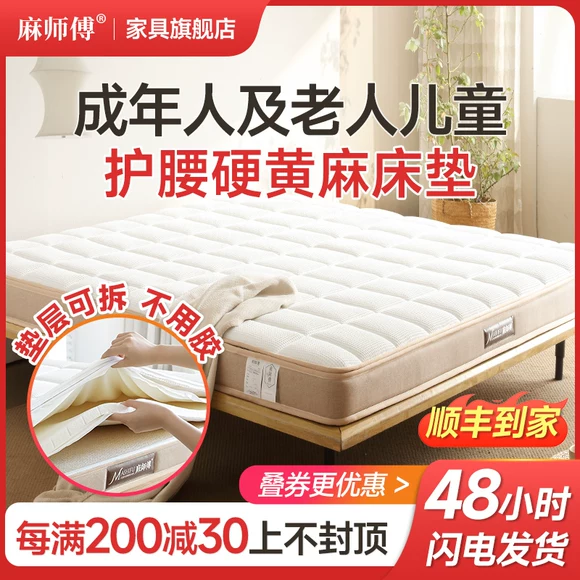 麻师傅® 家具旗舰店
成年人及老人儿童
护腰硬黄麻床垫
垫层可拆 不用胶
麻师傅
顺丰到家
叠券更优惠 >
48小时
闪电发货
每满200减30上不封顶